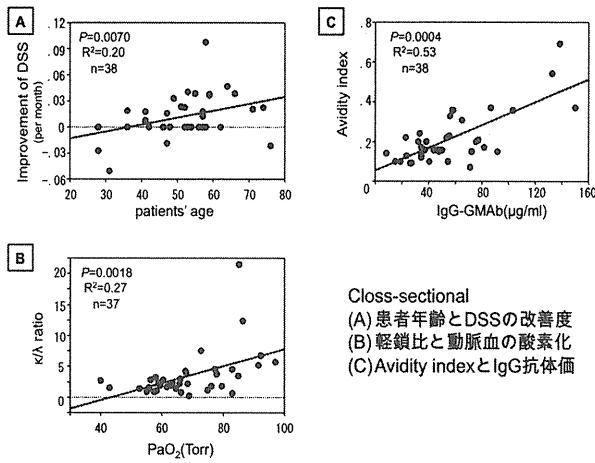 A
P=0.0070
R²=0.20
n=38
Improvement of DSS
(per month)
.12
.09
.06
.03
0
-.03
-.06
20
40
60
80
patients' age
C
P=0.0004
R²=0.53
n=38
Avidity index
.8
.6
.4
.2
0
0
40
80
120
160
IgG-GMAb(μg/ml)
B
P=0.0018
R²=0.27
n=37
κ/λ ratio
20
15
10
5
0
40
60
80
100
PaO₂(Torr)
Closs-sectional
(A)患者年齢とDSSの改善度
(B)軽鎖比と動脈血の酸素化
(C)Avidity indexとIgG抗体価